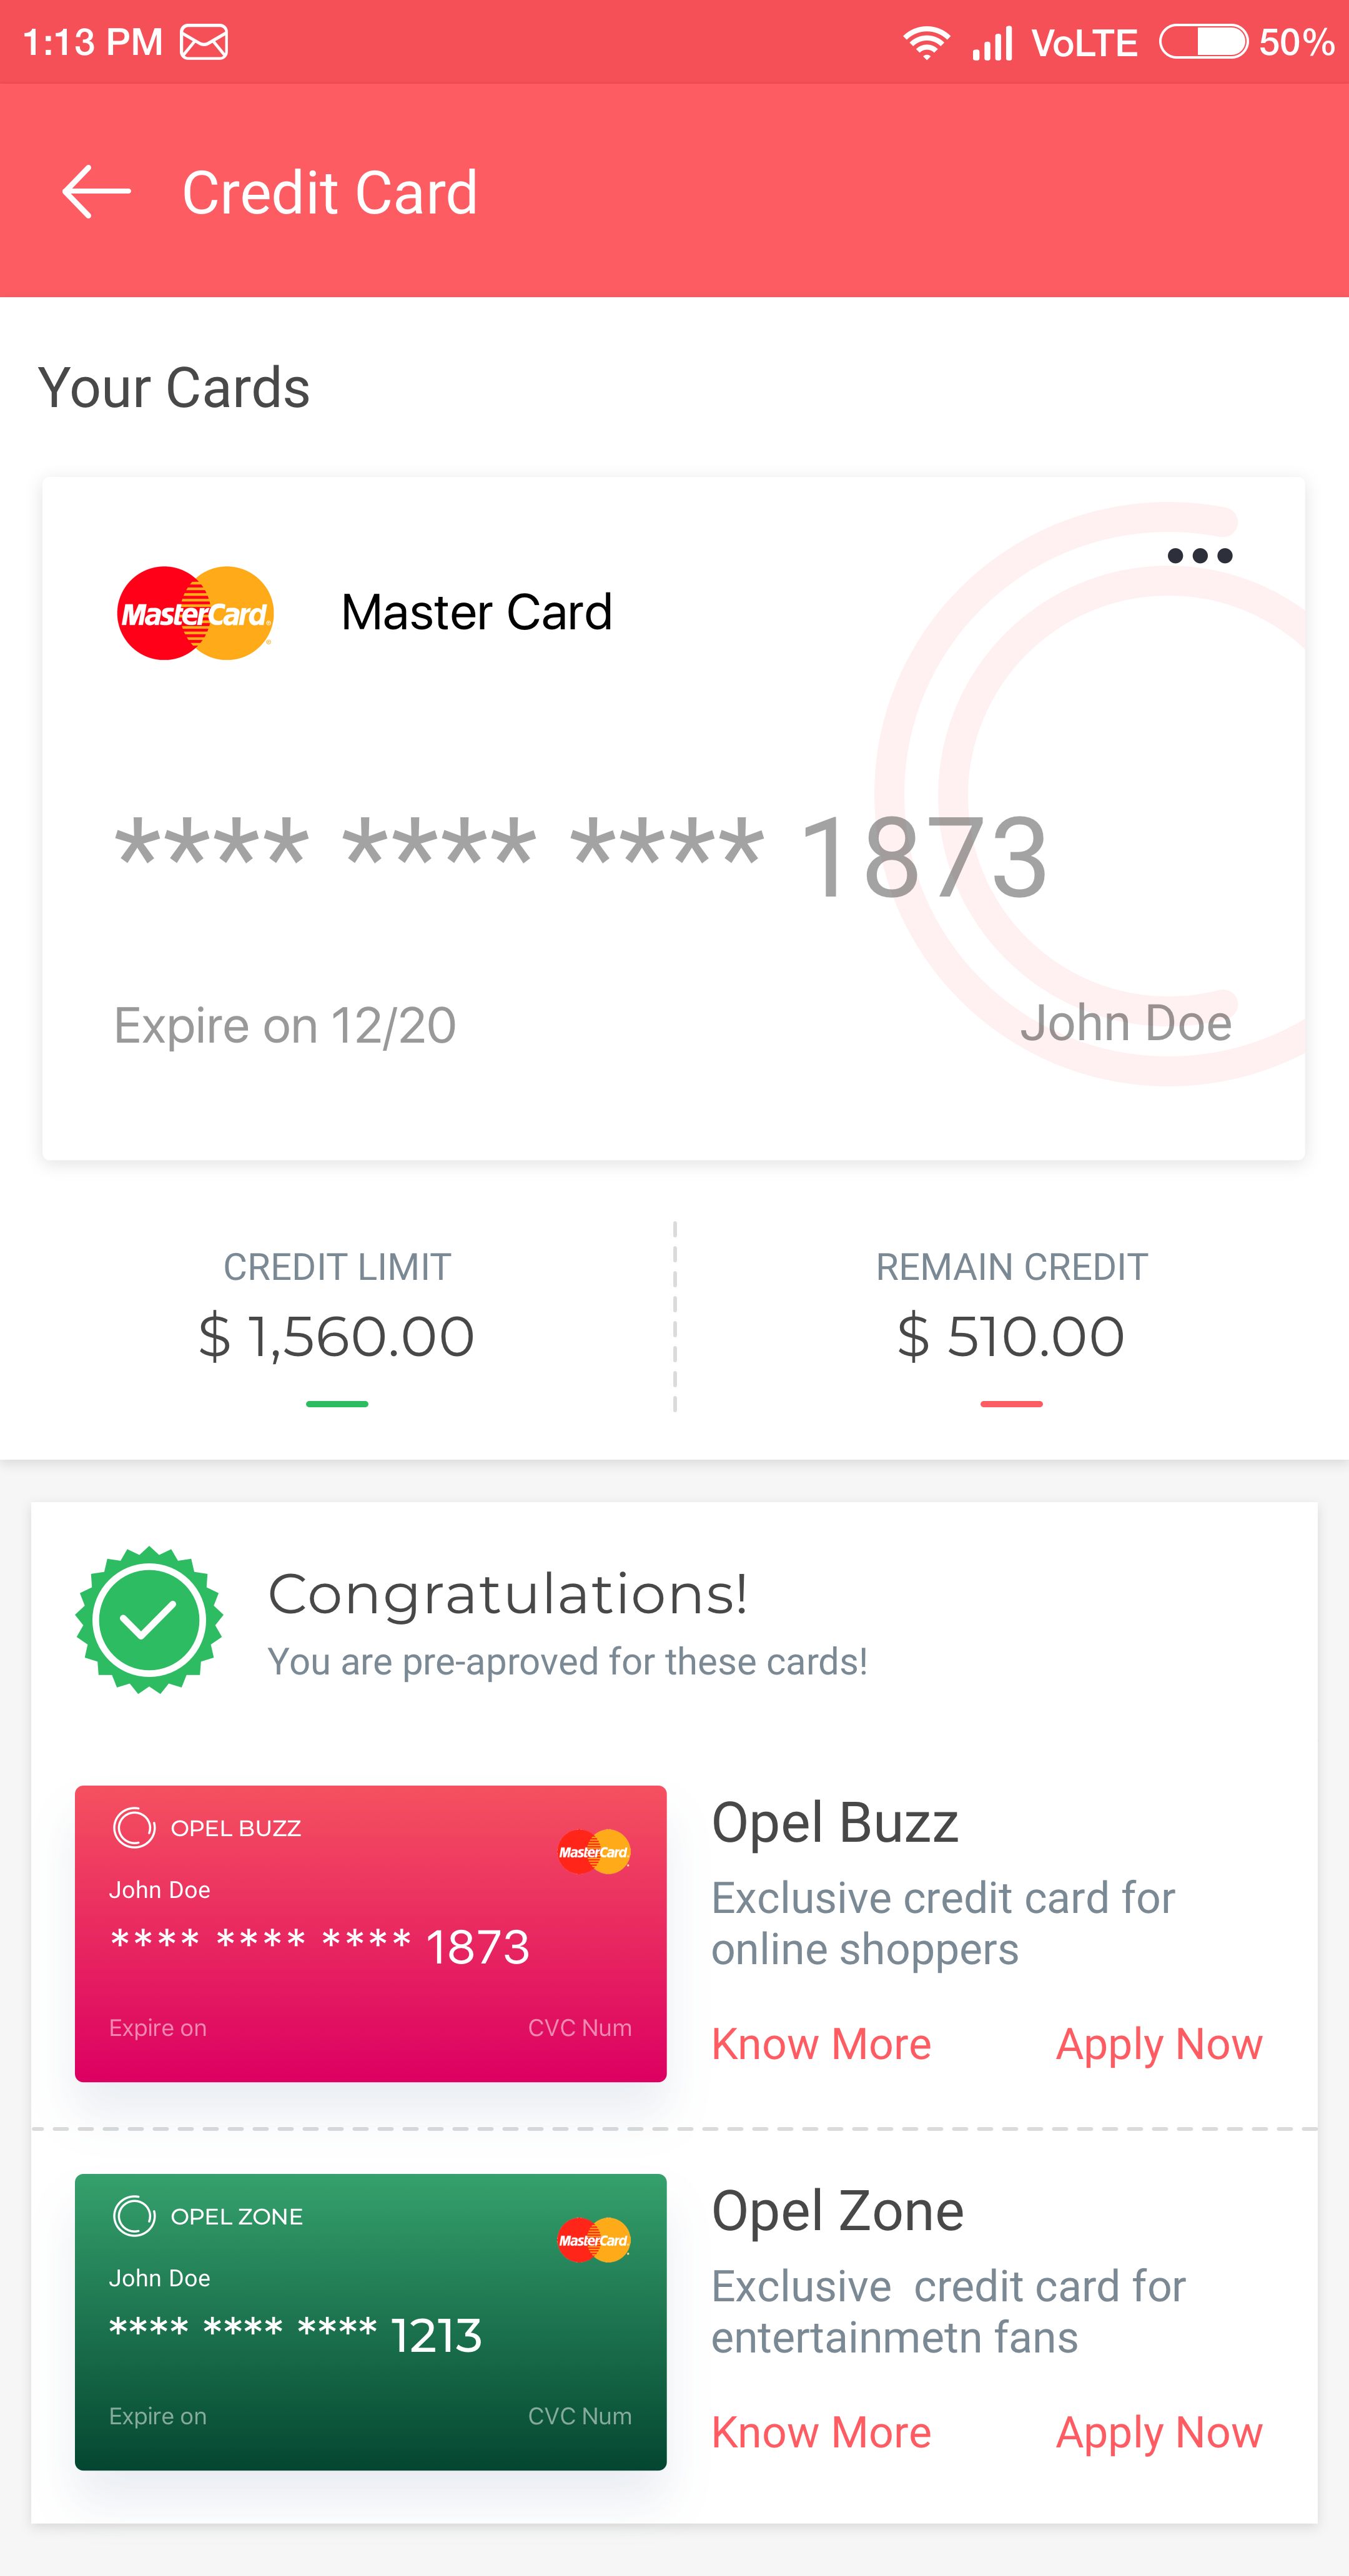 1:13 PM VoLTE 50%
Credit Card
Your Cards
MasterCard Master Card
**** **** **** 1873
Expire on 12/20 John Doe
CREDIT LIMIT REMAIN CREDIT
$ 1,560.00 $ 510.00
Congratulations!
You are pre-aproved for these cards!
OPEL BUZZ
MasterCard
John Doe
**** **** **** 1873
Expire on CVC Num
Opel Buzz
Exclusive credit card for
online shoppers
Know More Apply Now
OPEL ZONE
MasterCard
John Doe
**** **** **** 1213
Expire on CVC Num
Opel Zone
Exclusive  credit card for
entertainmetn fans
Know More Apply Now